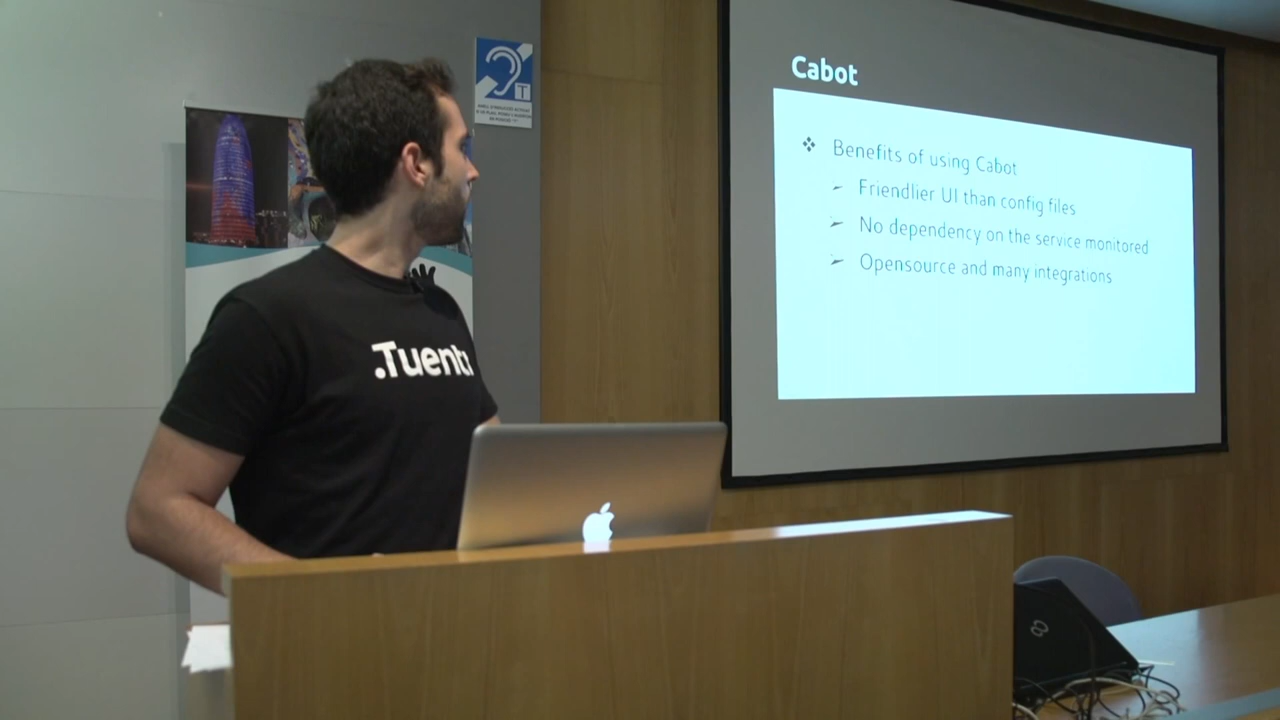 T
.Tuenti
Cabot
Benefits of using Cabot
Friendlier UI than config files
No dependency on the service monitored
Opensource and many integrations